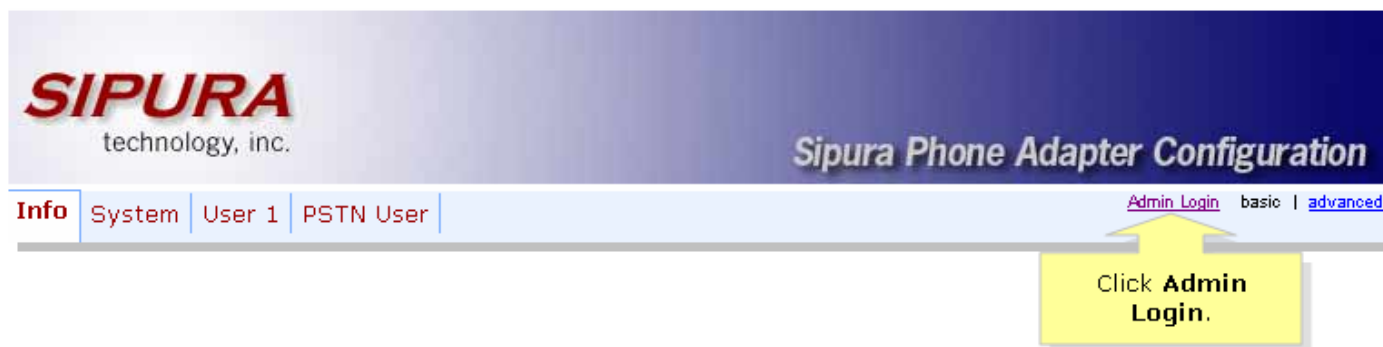 SIPURA
technology, inc.
Sipura Phone Adapter Configuration
Info System User 1 PSTN User Admin Login basic | advanced
Click Admin
Login.